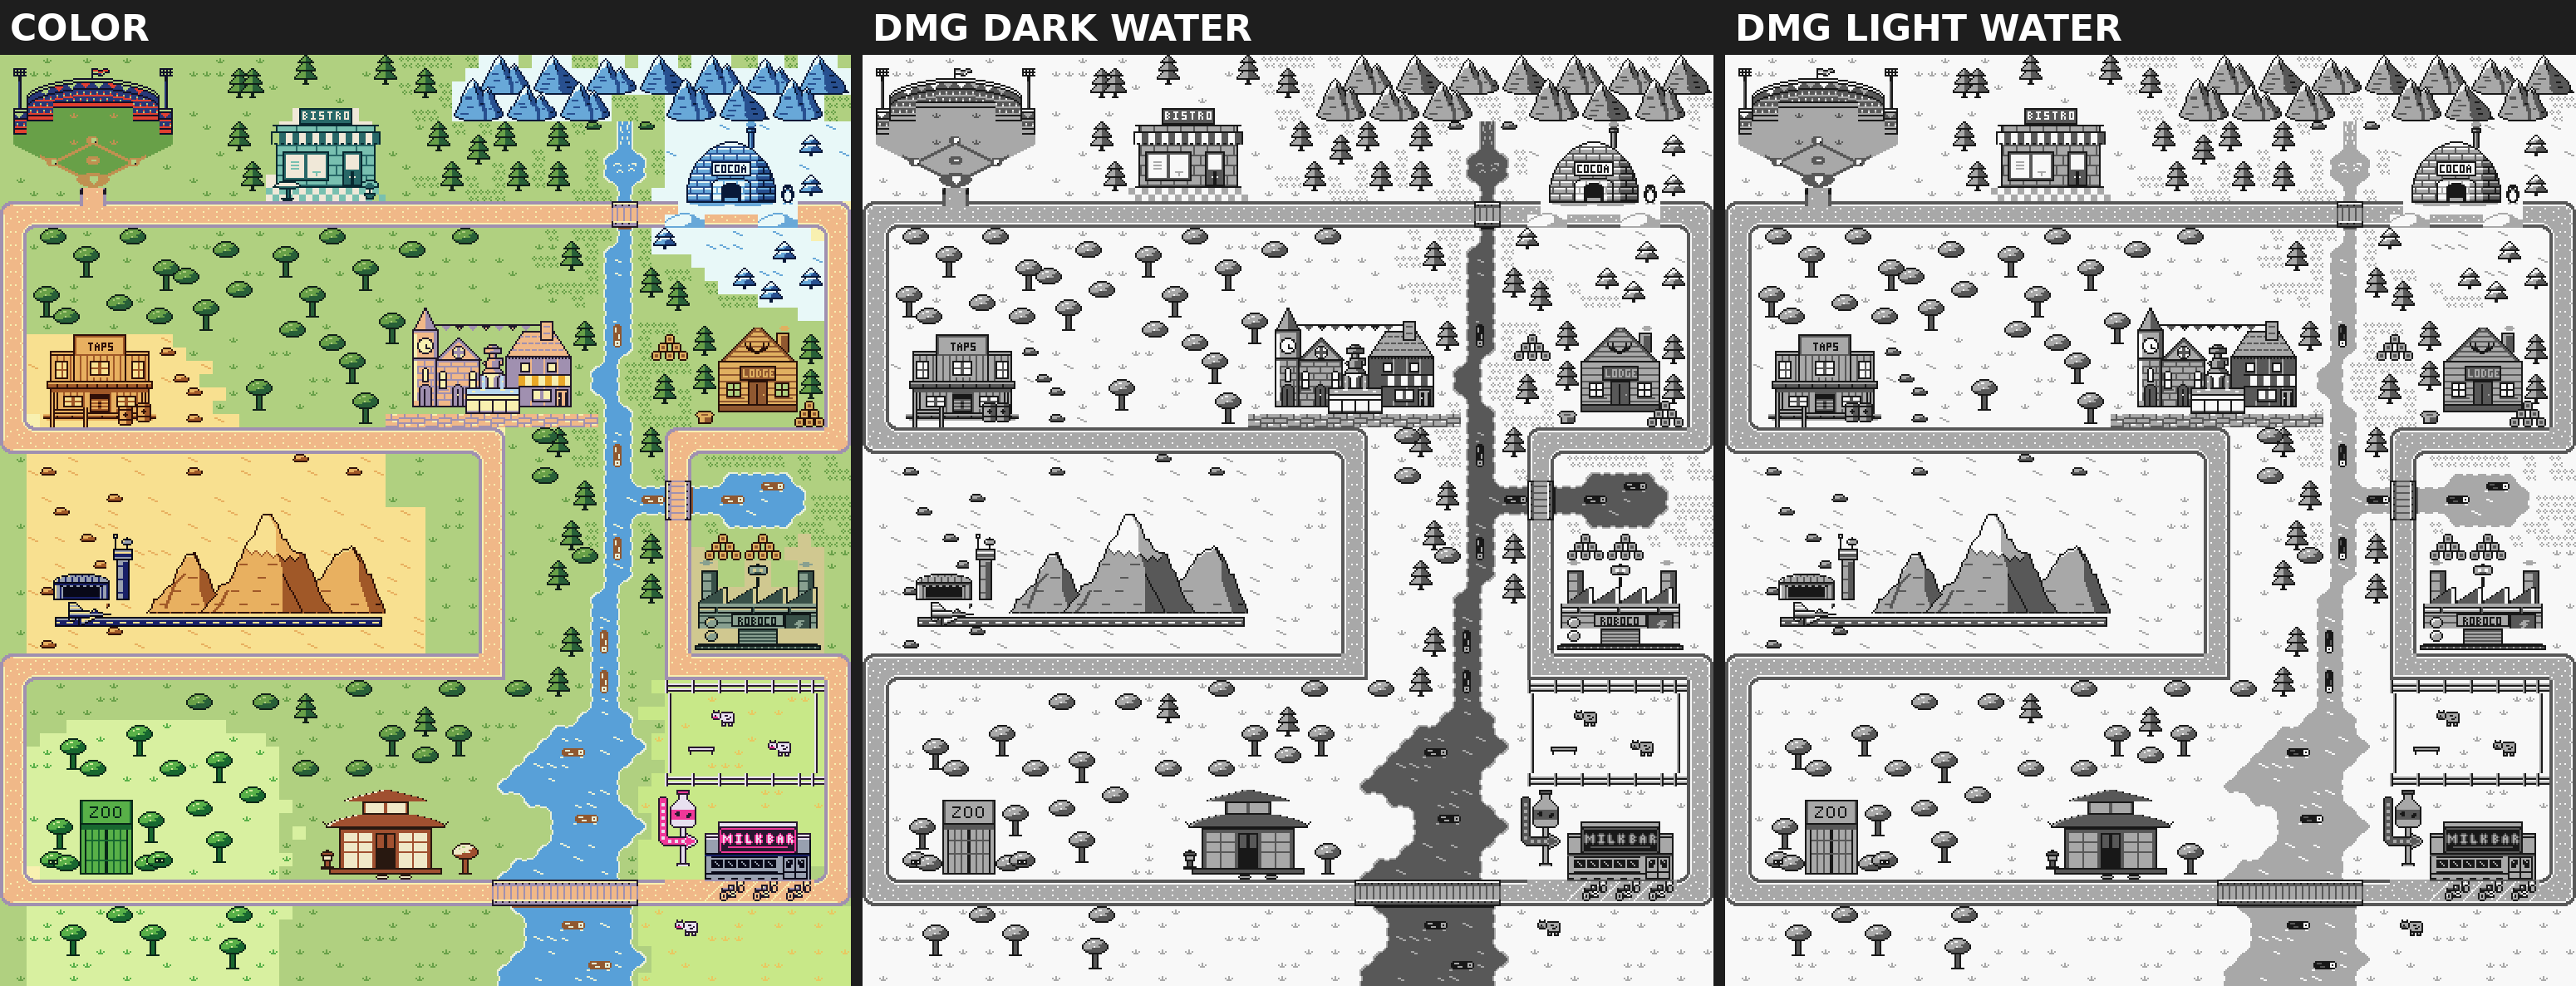 COLOR
DMG DARK WATER
DMG LIGHT WATER
BISTRO
COCOA
TAPS
LODGE
ROBOCO
ZOO
MILKBAR
BISTRO
COCOA
TAPS
LODGE
ROBOCO
ZOO
MILKBAR
BISTRO
COCOA
TAPS
LODGE
ROBOCO
ZOO
MILKBAR